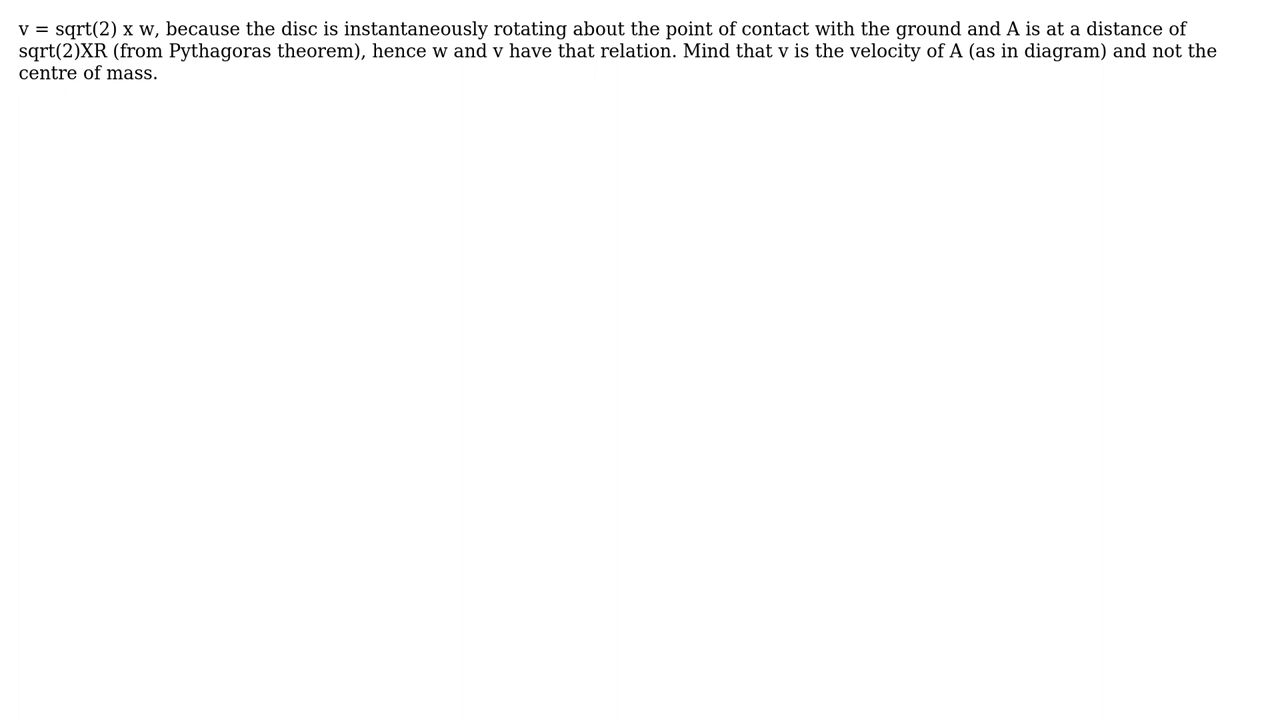 v = sqrt(2) x w, because the disc is instantaneously rotating about the point of contact with the ground and A is at a distance of
sqrt(2)XR (from Pythagoras theorem), hence w and v have that relation. Mind that v is the velocity of A (as in diagram) and not the
centre of mass.